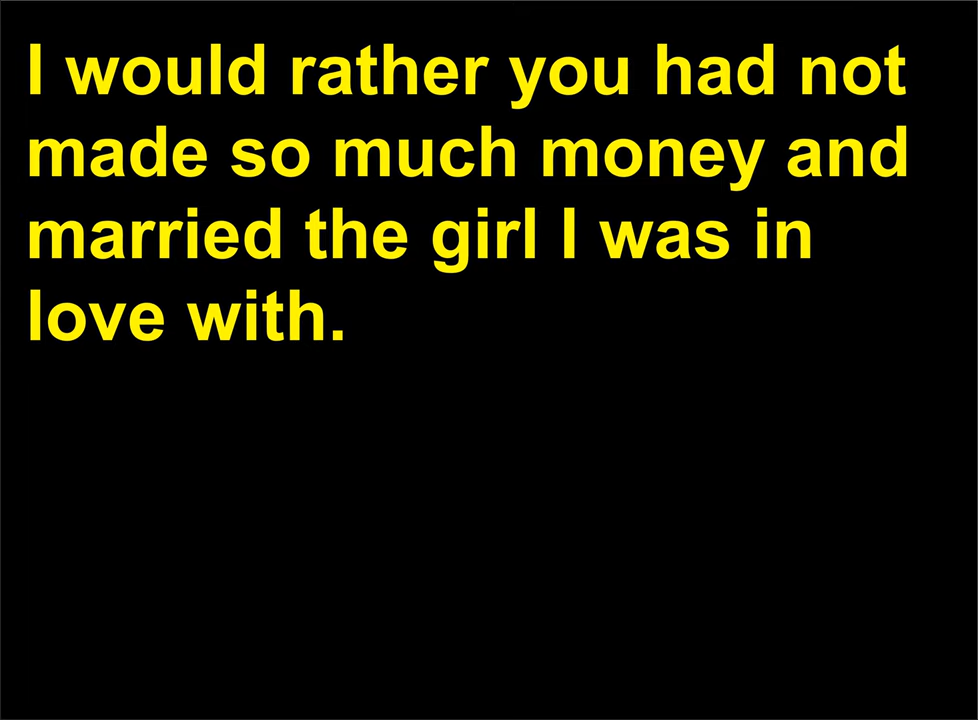 I would rather you had not
made so much money and
married the girl I was in
love with.